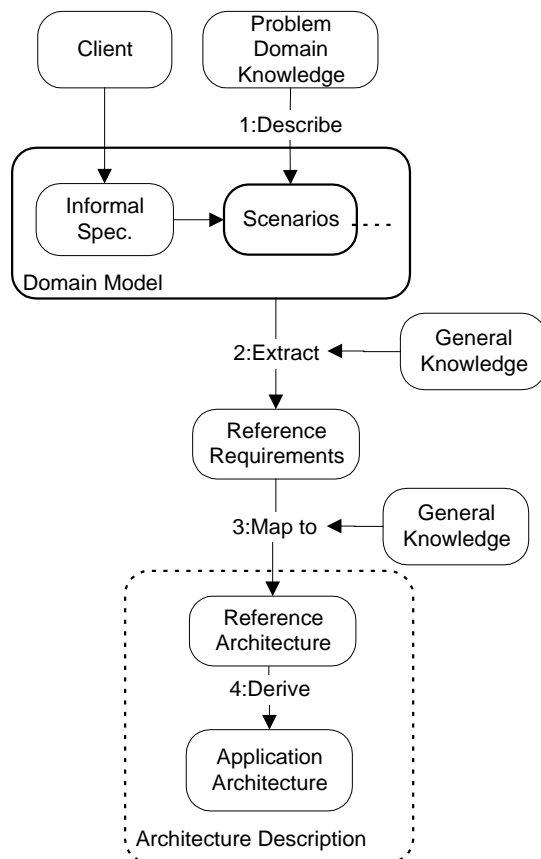 Client
Problem
Domain
Knowledge
1:Describe
Informal
Spec.
Scenarios
Domain Model
2:Extract
General
Knowledge
Reference
Requirements
3:Map to
General
Knowledge
Reference
Architecture
4:Derive
Application
Architecture
Architecture Description